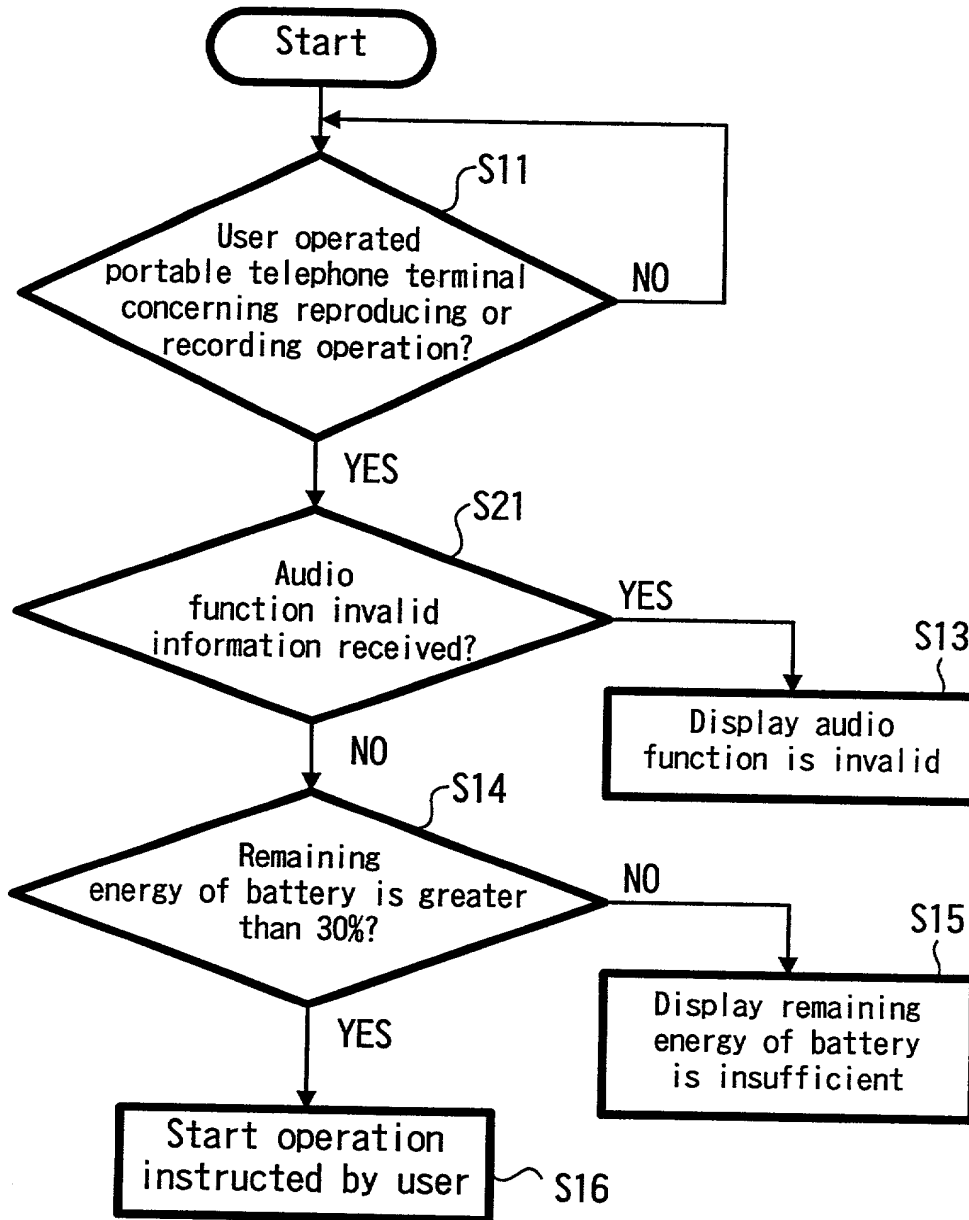 Start
S11
User operated
portable telephone terminal
concerning reproducing or
recording operation?
NO
YES
S21
Audio
function invalid
information received?
YES
S13
Display audio
function is invalid
NO
S14
Remaining
energy of battery is greater
than 30%?
NO
S15
Display remaining
energy of battery
is insufficient
YES
Start operation
instructed by user
S16